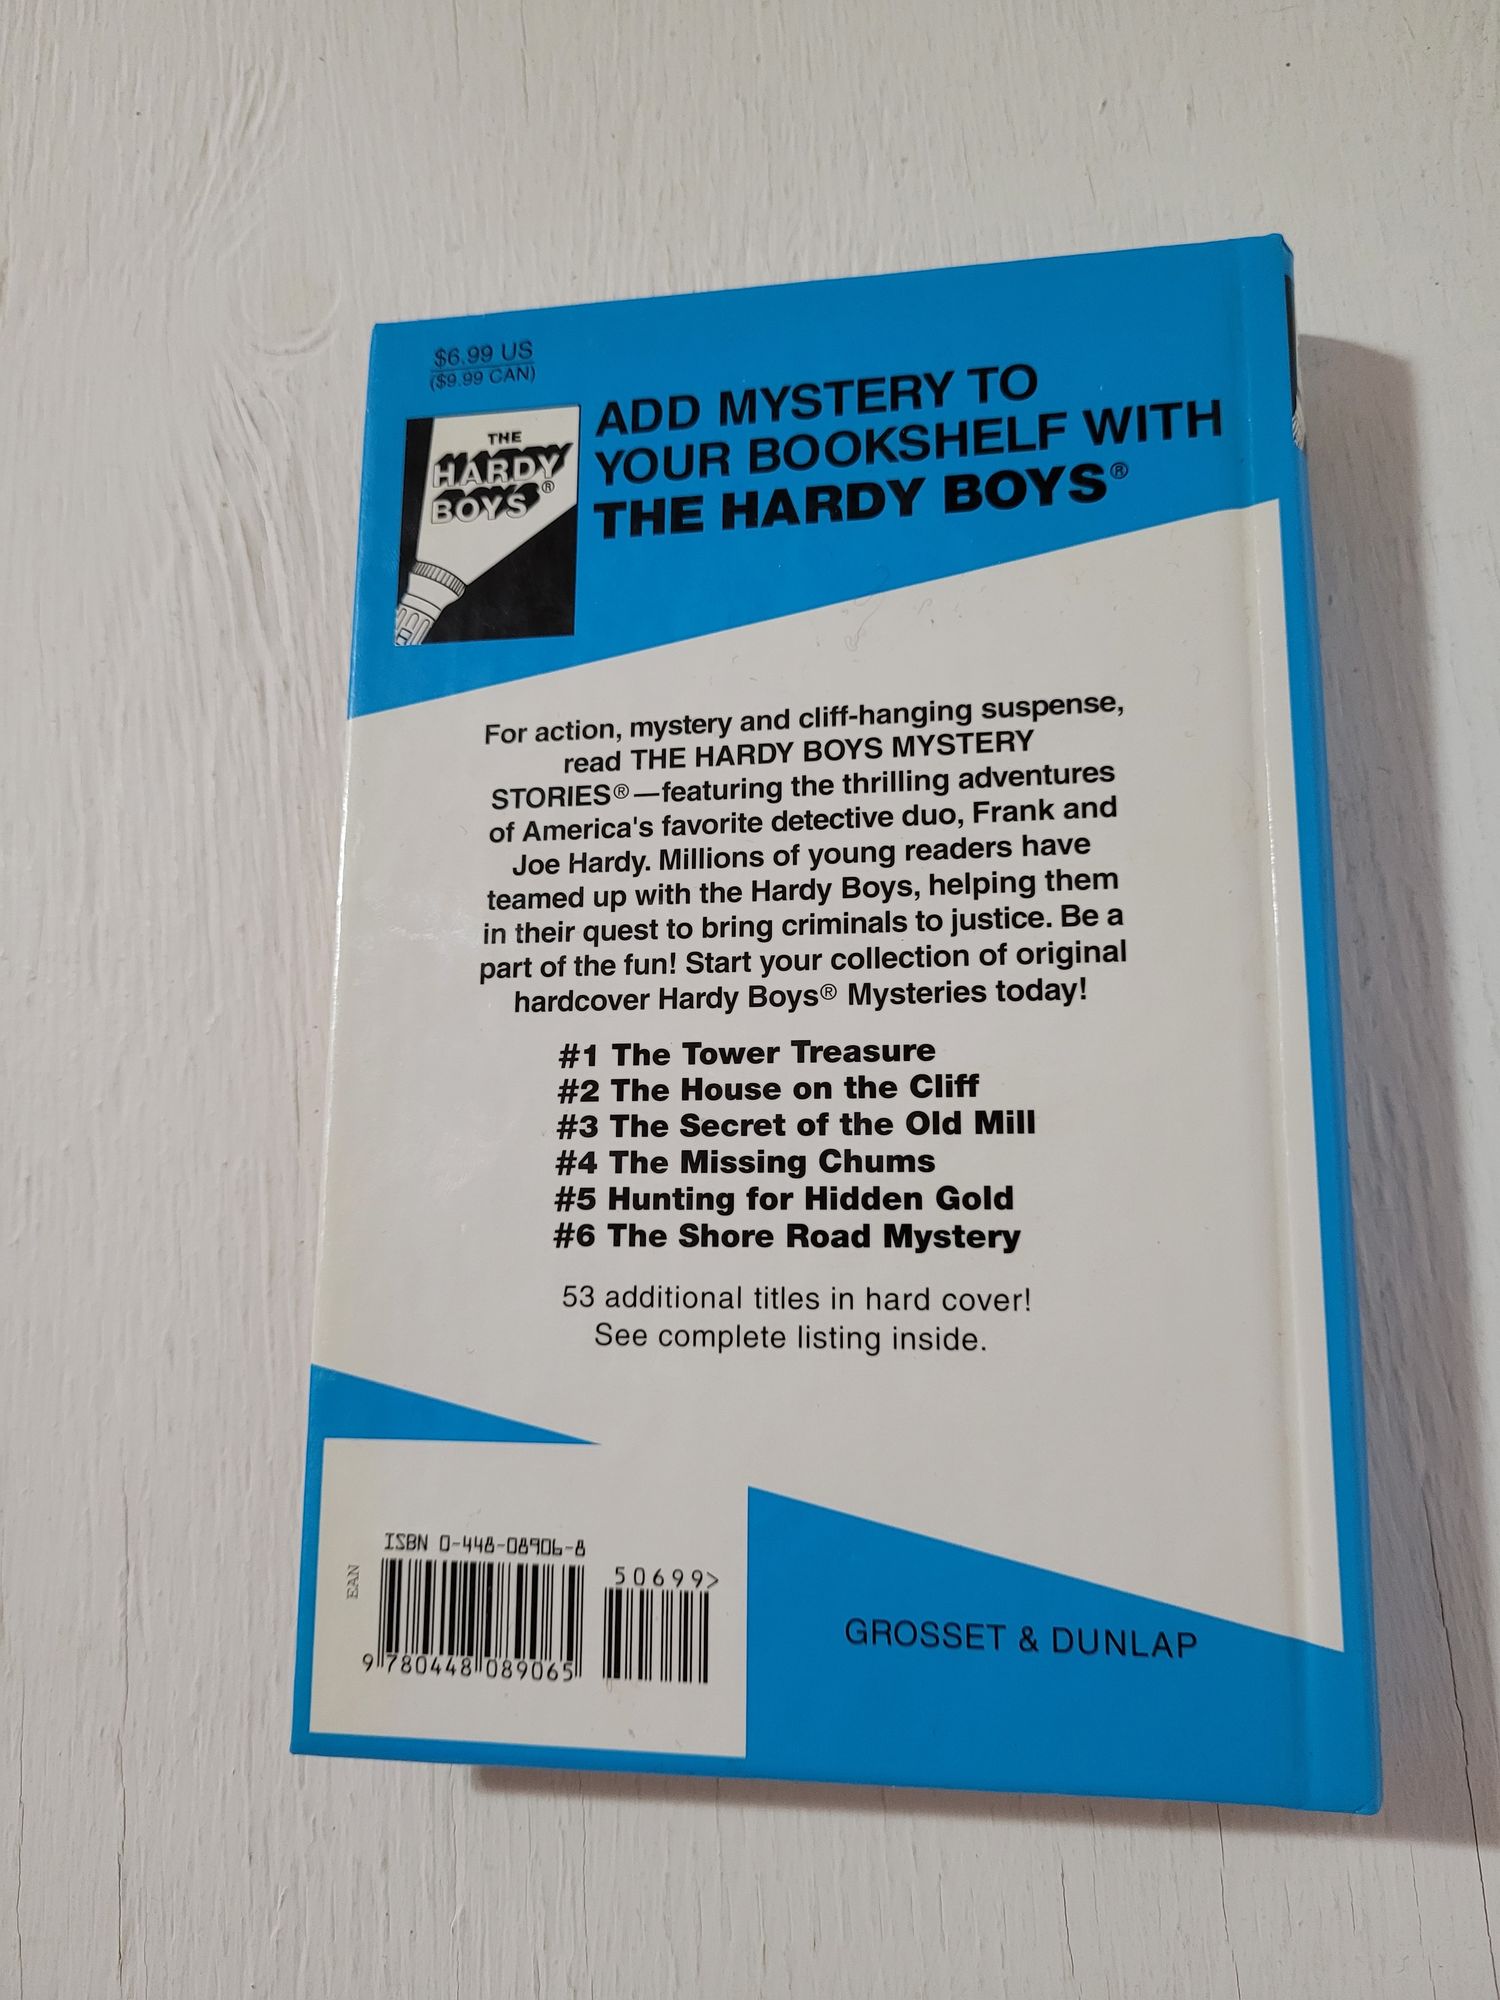 $6.99 US
($9.99 CAN)
THE
HARDY
BOYS®
ADD MYSTERY TO
YOUR BOOKSHELF WITH
THE HARDY BOYS®
For action, mystery and cliff-hanging suspense,
read THE HARDY BOYS MYSTERY
STORIES®—featuring the thrilling adventures
of America's favorite detective duo, Frank and
Joe Hardy. Millions of young readers have
teamed up with the Hardy Boys, helping them
in their quest to bring criminals to justice. Be a
part of the fun! Start your collection of original
hardcover Hardy Boys® Mysteries today!
#1 The Tower Treasure
#2 The House on the Cliff
#3 The Secret of the Old Mill
#4 The Missing Chums
#5 Hunting for Hidden Gold
#6 The Shore Road Mystery
53 additional titles in hard cover!
See complete listing inside.
ISBN 0-448-08906-8
50699>
EAN
9 780448 089065
GROSSET & DUNLAP